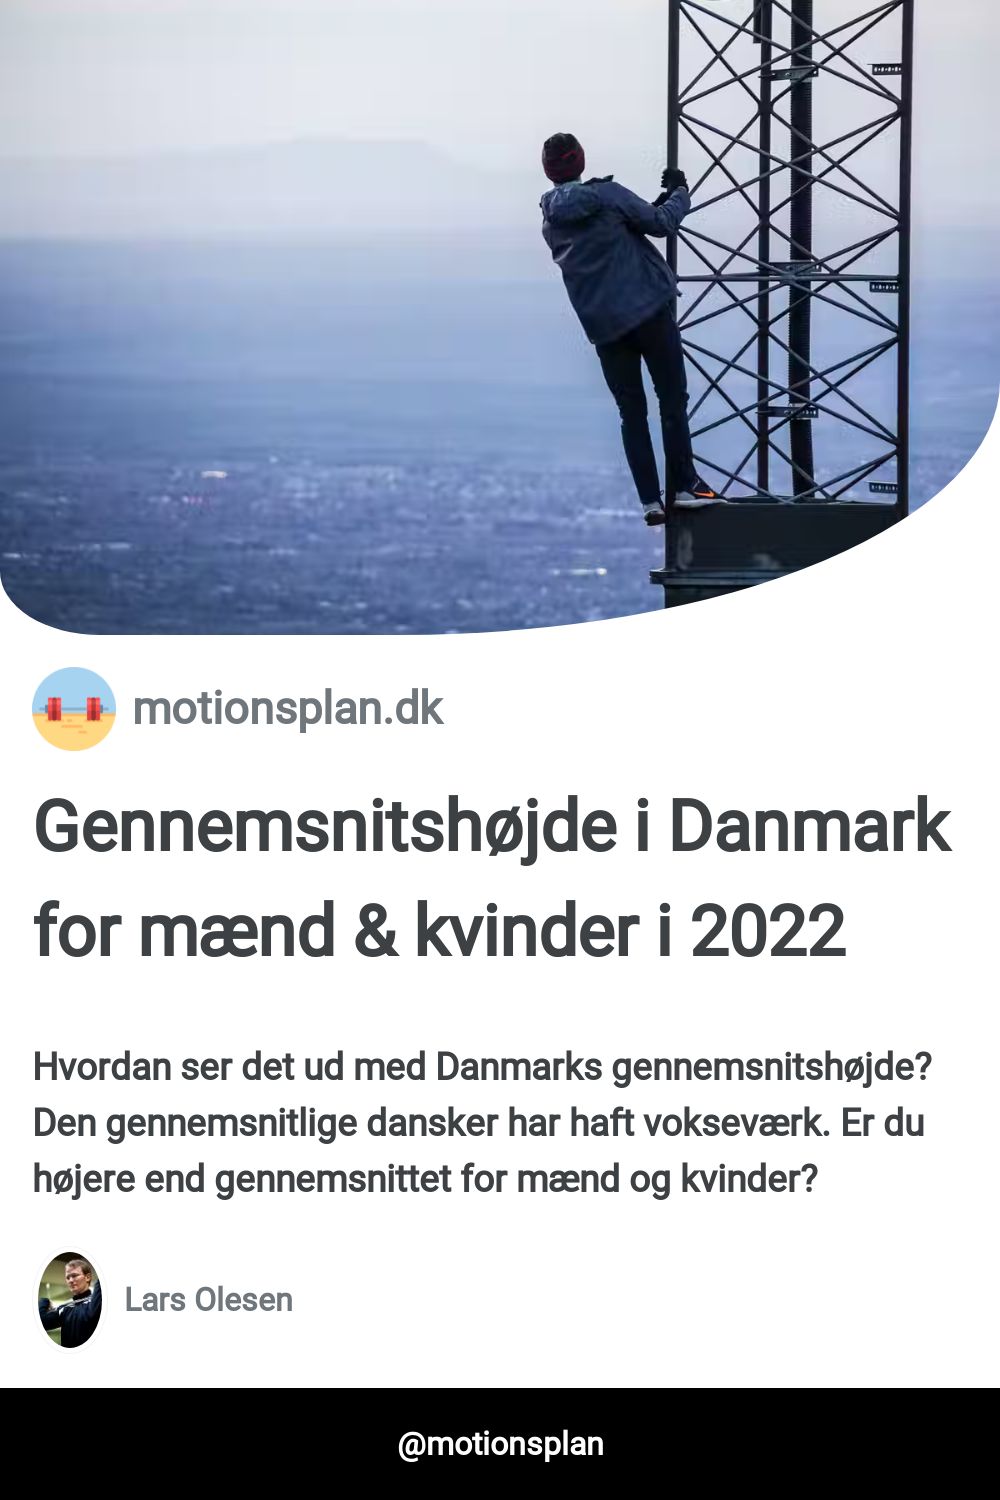 motionsplan.dk
Gennemsnitshøjde i Danmark
for mænd & kvinder i 2022
Hvordan ser det ud med Danmarks gennemsnitshøjde?
Den gennemsnitlige dansker har haft vokseværk. Er du
højere end gennemsnittet for mænd og kvinder?
Lars Olesen
@motionsplan